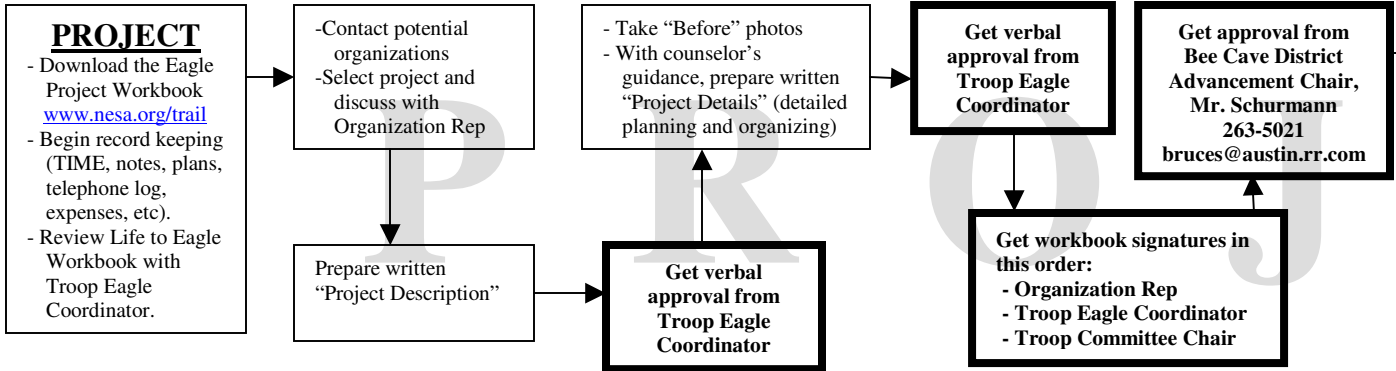 PROJECT
- Download the Eagle
Project Workbook
www.nesa.org/trail
- Begin record keeping
(TIME, notes, plans,
telephone log,
expenses, etc).
- Review Life to Eagle
Workbook with
Troop Eagle
Coordinator.
-Contact potential
organizations
-Select project and
discuss with
Organization Rep
Prepare written
“Project Description”
Get verbal
approval from
Troop Eagle
Coordinator
- Take “Before” photos
- With counselor’s
guidance, prepare written
“Project Details” (detailed
planning and organizing)
Get verbal
approval from
Troop Eagle
Coordinator
Get workbook signatures in
this order:
- Organization Rep
- Troop Eagle Coordinator
- Troop Committee Chair
Get approval from
Bee Cave District
Advancement Chair,
Mr. Schurmann
263-5021
bruces@austin.rr.com
P R O J